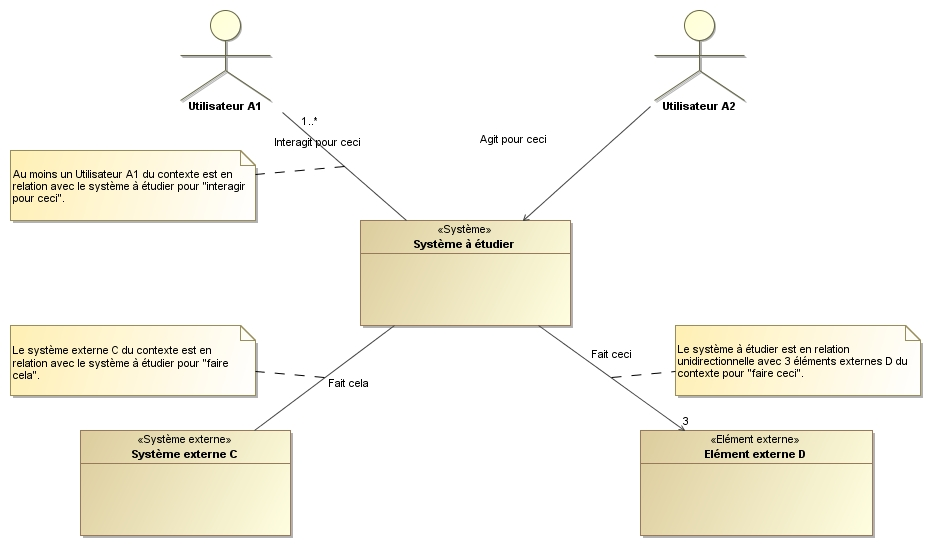 Utilisateur A1
Utilisateur A2
1..*
Interagit pour ceci
Agit pour ceci
Au moins un Utilisateur A1 du contexte est en
relation avec le système à étudier pour "interagir
pour ceci".
«Système»
Système à étudier
Le système externe C du contexte est en
relation avec le système à étudier pour "faire
cela".
Fait cela
Fait ceci
Le système à étudier est en relation
unidirectionnelle avec 3 éléments externes D du
contexte pour "faire ceci".
3
«Système externe»
Système externe C
«Elément externe»
Elément externe D